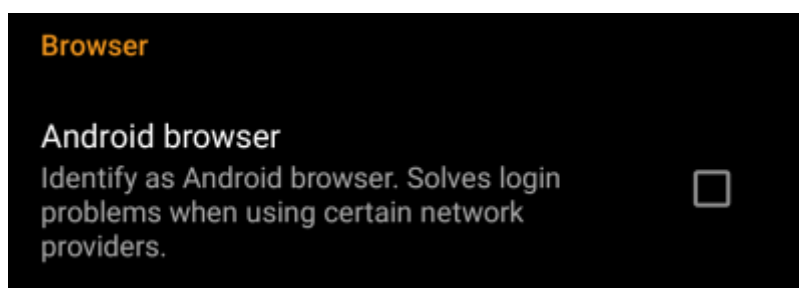 Browser
Android browser
Identify as Android browser. Solves login
problems when using certain network
providers.